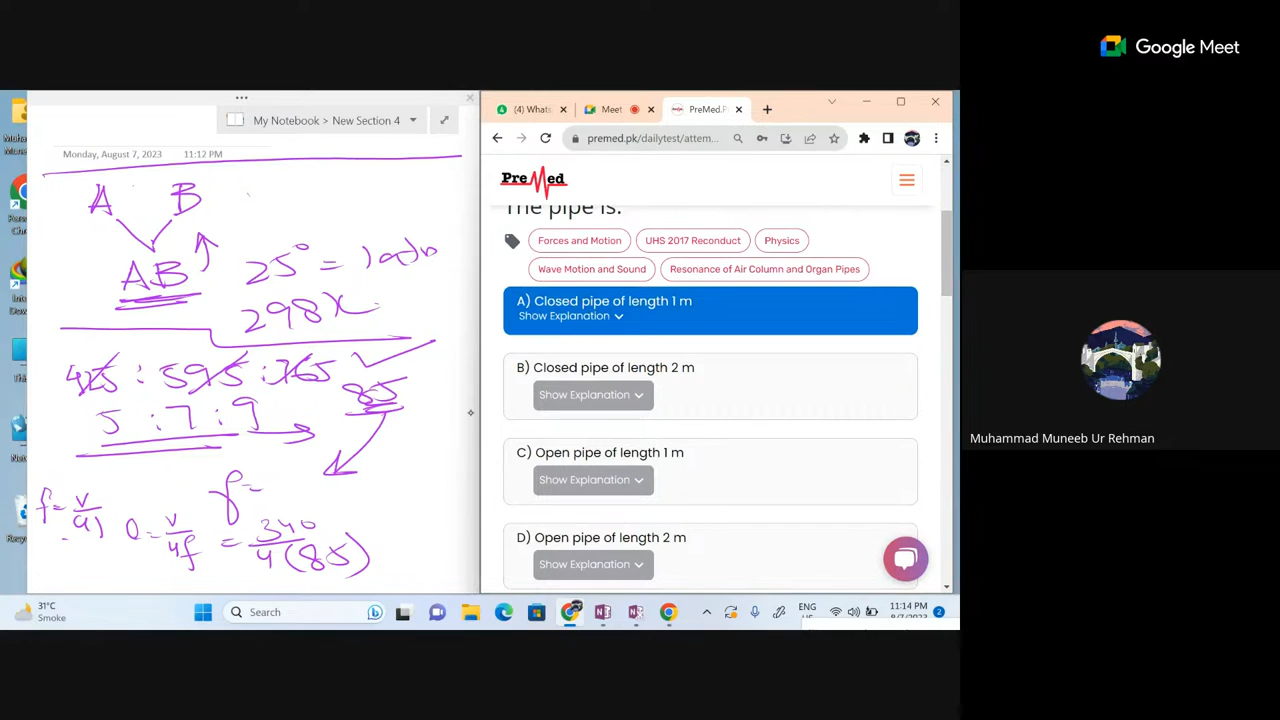 Google Meet
My Notebook > New Section 4
Monday, August 7, 2023 11:12 PM
A B
AB
25° =
298K
425 : 595 : 765
85
5 : 7 : 9
f =
f = v/4l l = v/4f = 340/4(85)
(4) Whats
Meet
PreMed.P
premed.pk/dailytest/attem...
PreMed
The pipe is:
Forces and Motion
UHS 2017 Reconduct
Physics
Wave Motion and Sound
Resonance of Air Column and Organ Pipes
A) Closed pipe of length 1 m
Show Explanation
B) Closed pipe of length 2 m
Show Explanation
C) Open pipe of length 1 m
Show Explanation
D) Open pipe of length 2 m
Show Explanation
Muhammad Muneeb Ur Rehman
31°C
Smoke
Search
ENG
11:14 PM
8/7/2023
2